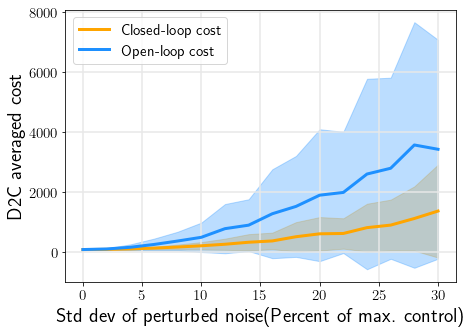 Closed-loop cost
Open-loop cost
D2C averaged cost
8000
6000
4000
2000
0
0 5 10 15 20 25 30
Std dev of perturbed noise(Percent of max. control)